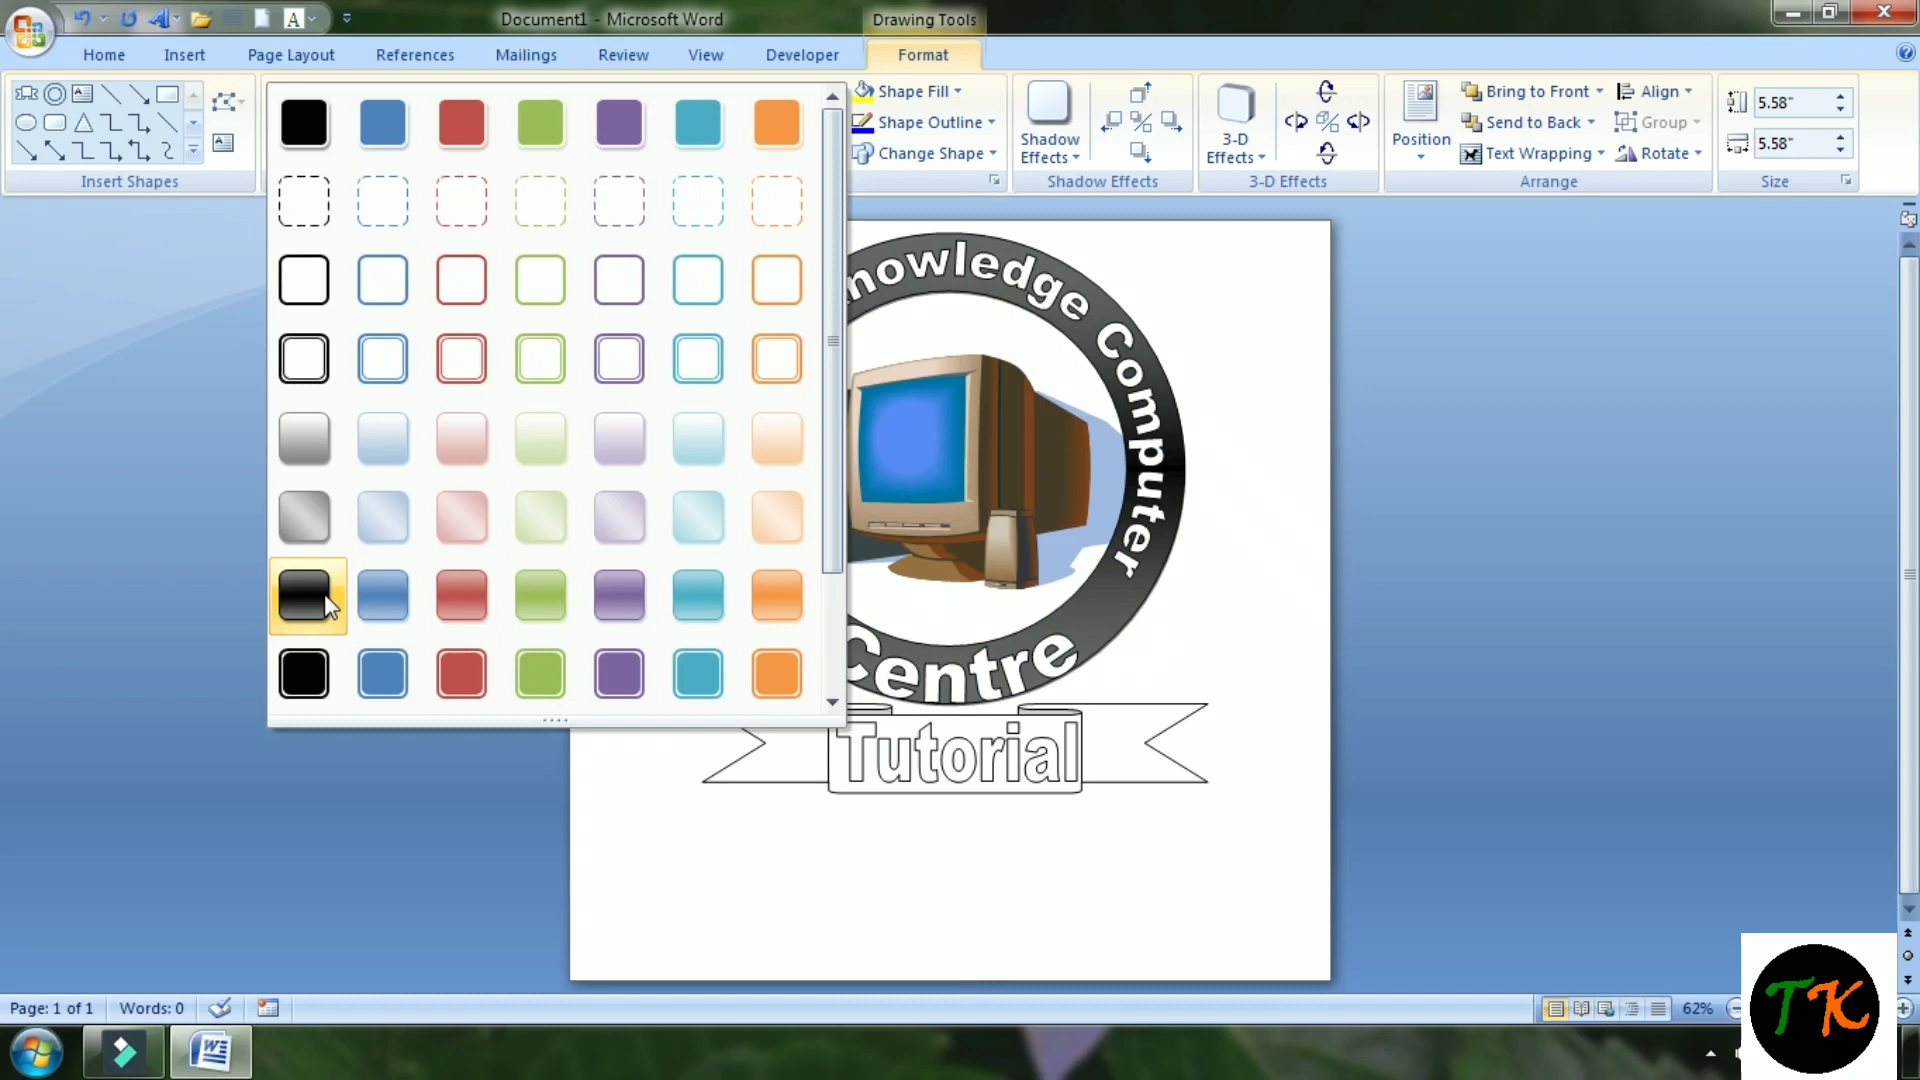 Document1 - Microsoft Word
Drawing Tools
Home
Insert
Page Layout
References
Mailings
Review
View
Developer
Format
Insert Shapes
Shape Fill
Shape Outline
Change Shape
Shadow
Effects
Shadow Effects
3-D
Effects
3-D Effects
Position
Bring to Front
Send to Back
Text Wrapping
Align
Group
Rotate
Arrange
5.58"
5.58"
Size
nowledge Computer
Centre
Tutorial
Page: 1 of 1
Words: 0
62%
TK